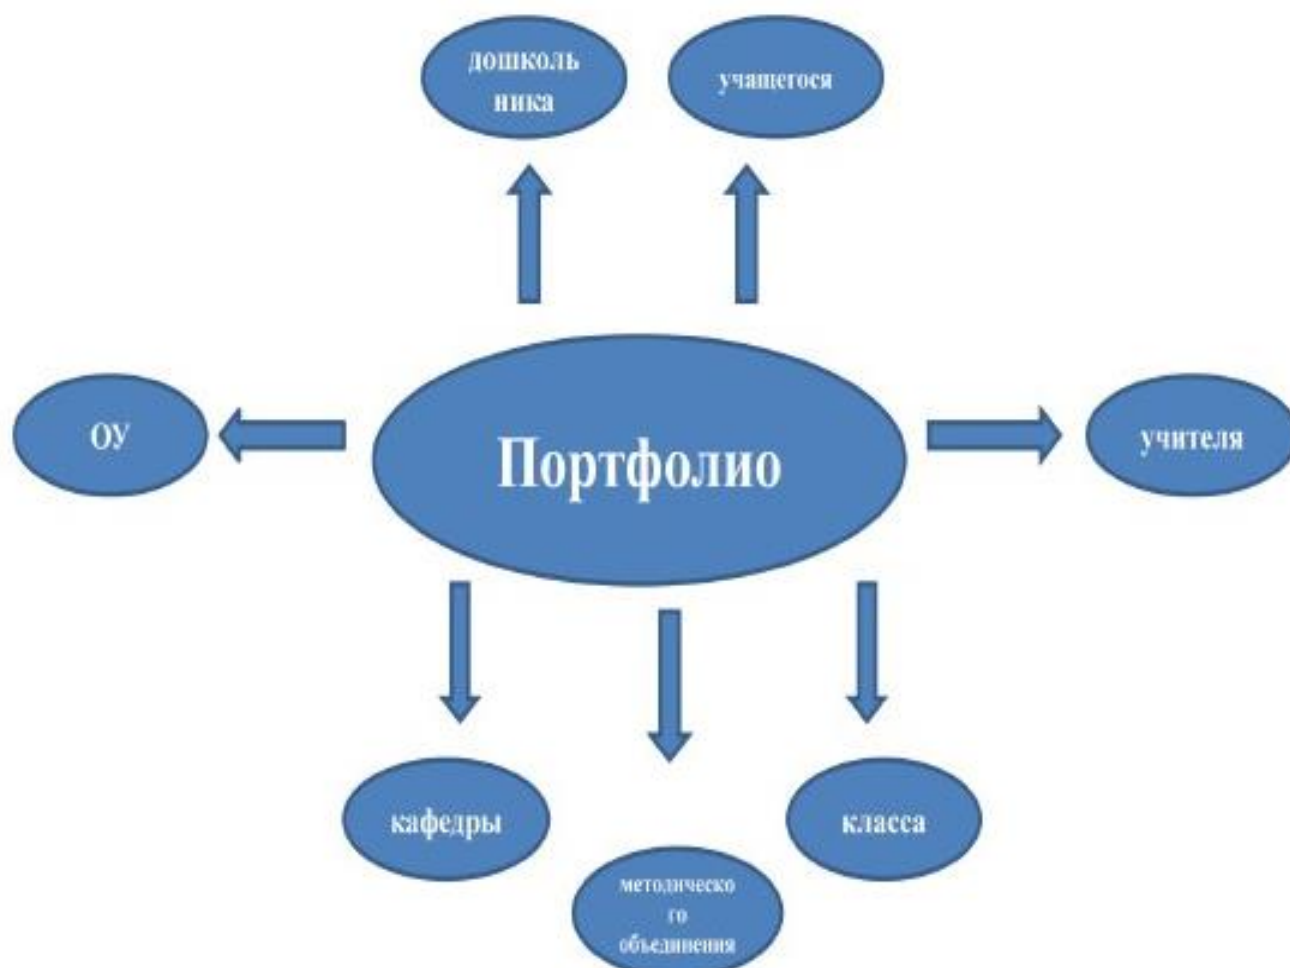 дошколь
ника
учащегося
ОУ
Портфолио
учителя
кафедры
класса
методическо
го
объединения